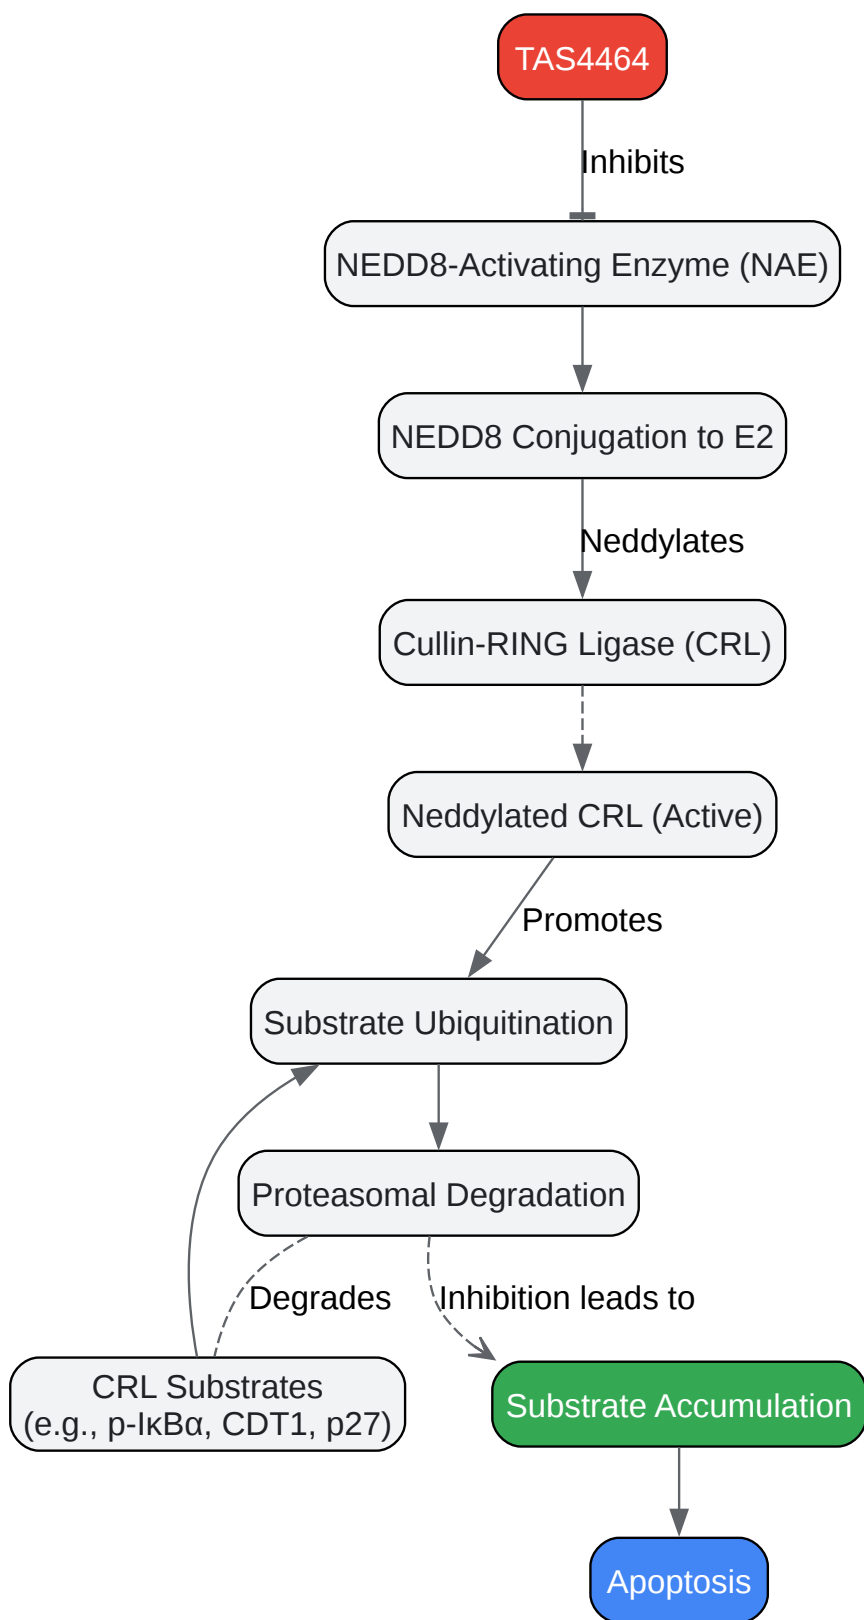 TAS4464
Inhibits
NEDD8-Activating Enzyme (NAE)
NEDD8 Conjugation to E2
Neddylates
Cullin-RING Ligase (CRL)
Neddylated CRL (Active)
Promotes
Substrate Ubiquitination
Proteasomal Degradation
Degrades
Inhibition leads to
CRL Substrates
(e.g., p-IκBα, CDT1, p27)
Substrate Accumulation
Apoptosis